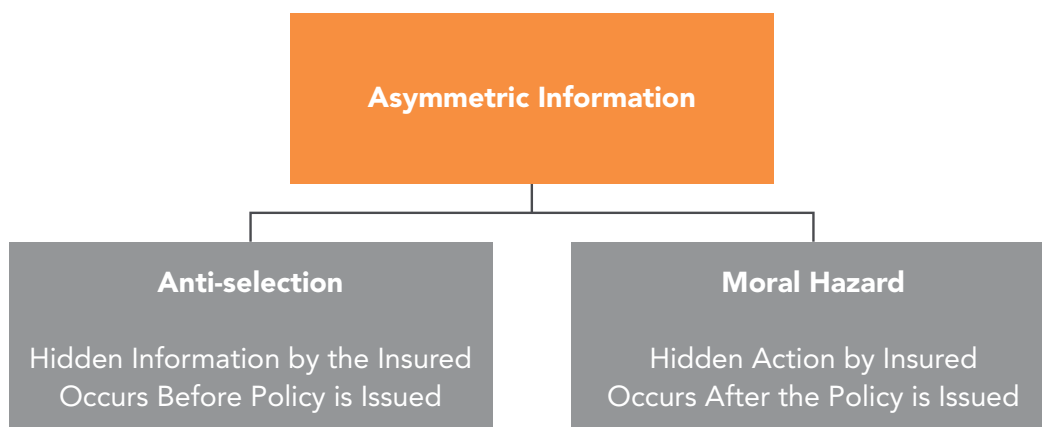 Asymmetric Information
Anti-selection
Hidden Information by the Insured
Occurs Before Policy is Issued
Moral Hazard
Hidden Action by Insured
Occurs After the Policy is Issued